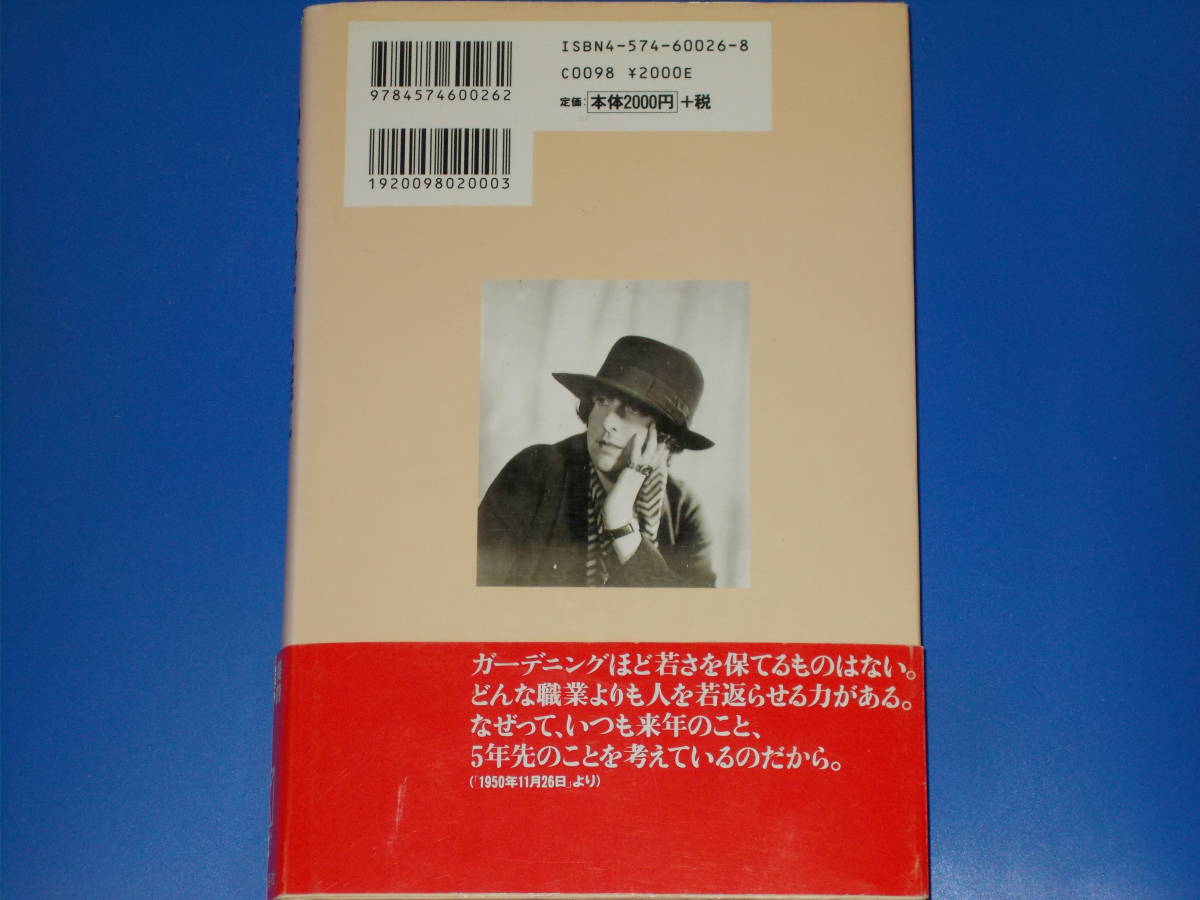 ISBN4-574-60026-8
C0098 ¥2000E
定価:本体2000円+税
9784574600262
1920098020003
ガーデニングほど若さを保てるものはない。
どんな職業よりも人を若返らせる力がある。
なぜって、いつも来年のこと、
5年先のことを考えているのだから。
(「1950年11月26日」より)